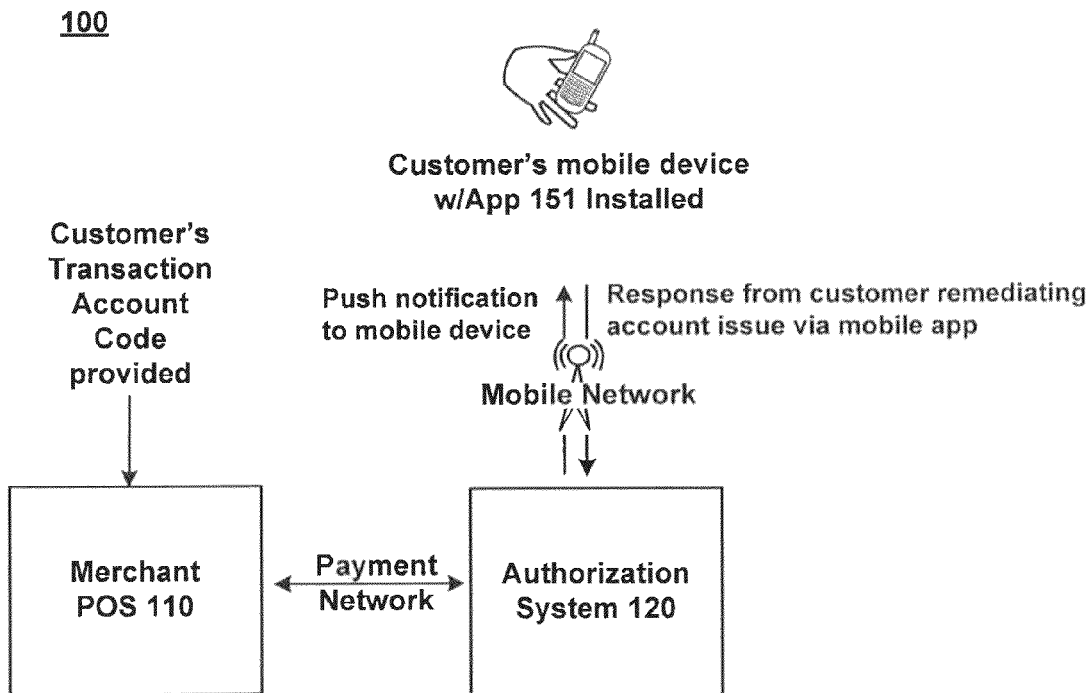 100
Customer's mobile device
w/App 151 Installed
Customer's
Transaction
Account
Code
provided
Push notification
to mobile device
Response from customer remediating
account issue via mobile app
Mobile Network
Merchant
POS 110
Payment
Network
Authorization
System 120